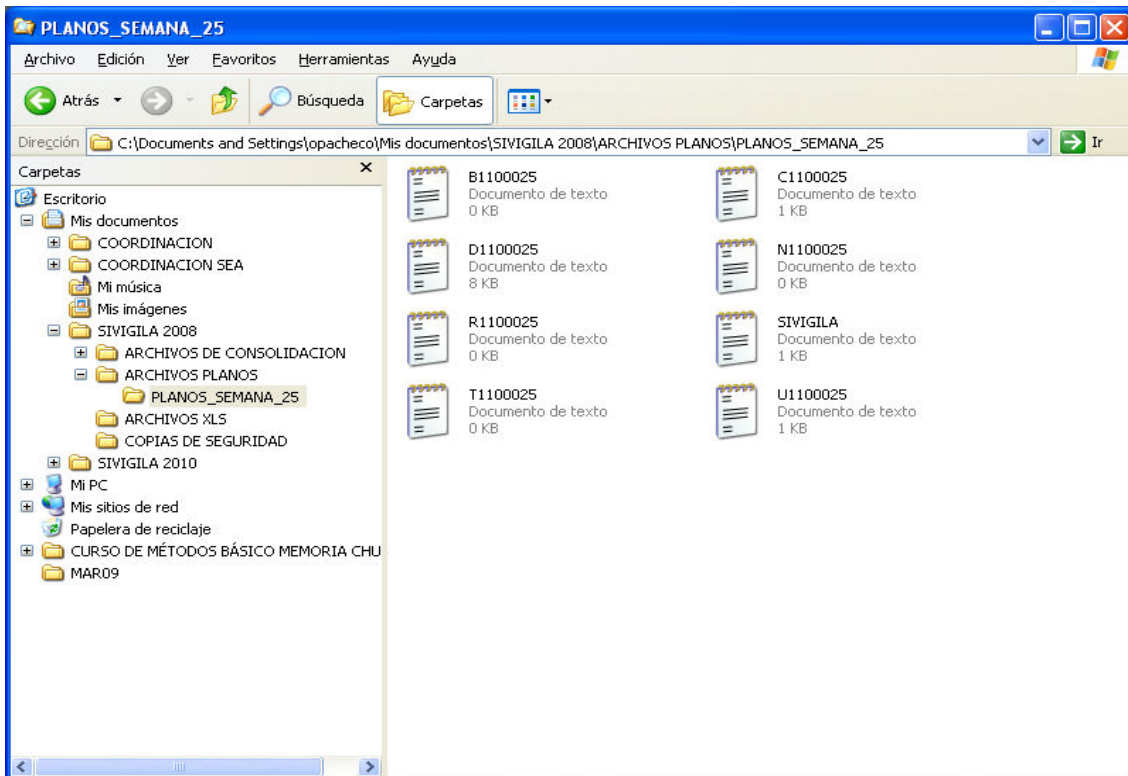 PLANOS_SEMANA_25
Archivo Edición Ver Favoritos Herramientas Ayuda
Atrás Búsqueda Carpetas
Dirección C:\Documents and Settings\opacheco\Mis documentos\SIVIGILA 2008\ARCHIVOS PLANOS\PLANOS_SEMANA_25 Ir
Carpetas
Escritorio
Mis documentos
COORDINACION
COORDINACION SEA
Mi música
Mis imágenes
SIVIGILA 2008
ARCHIVOS DE CONSOLIDACION
ARCHIVOS PLANOS
PLANOS_SEMANA_25
ARCHIVOS XLS
COPIAS DE SEGURIDAD
SIVIGILA 2010
Mi PC
Mis sitios de red
Papelera de reciclaje
CURSO DE MÉTODOS BÁSICO MEMORIA CHU
MAR09
B1100025
Documento de texto
0 KB
C1100025
Documento de texto
1 KB
D1100025
Documento de texto
8 KB
N1100025
Documento de texto
0 KB
R1100025
Documento de texto
0 KB
SIVIGILA
Documento de texto
1 KB
T1100025
Documento de texto
0 KB
U1100025
Documento de texto
1 KB